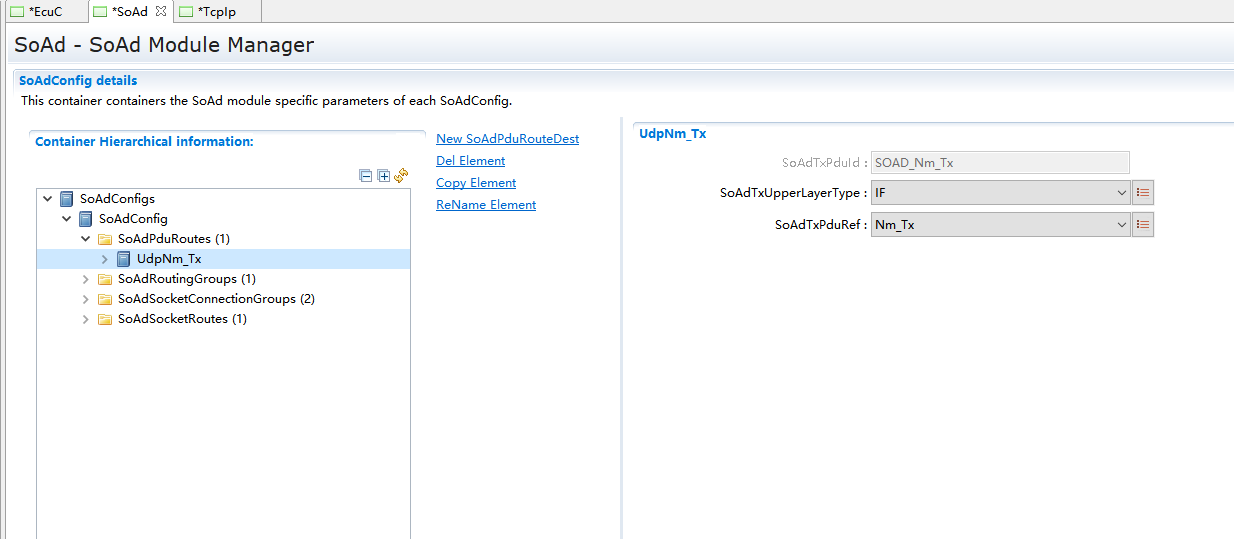 *EcuC *SoAd *TcpIp
SoAd - SoAd Module Manager
SoAdConfig details
This container containers the SoAd module specific parameters of each SoAdConfig.
Container Hierarchical information:
SoAdConfigs
SoAdConfig
SoAdPduRoutes (1)
UdpNm_Tx
SoAdRoutingGroups (1)
SoAdSocketConnectionGroups (2)
SoAdSocketRoutes (1)
New SoAdPduRouteDest
Del Element
Copy Element
ReName Element
UdpNm_Tx
SoAdTxPduId : SOAD_Nm_Tx
SoAdTxUpperLayerType : IF
SoAdTxPduRef : Nm_Tx